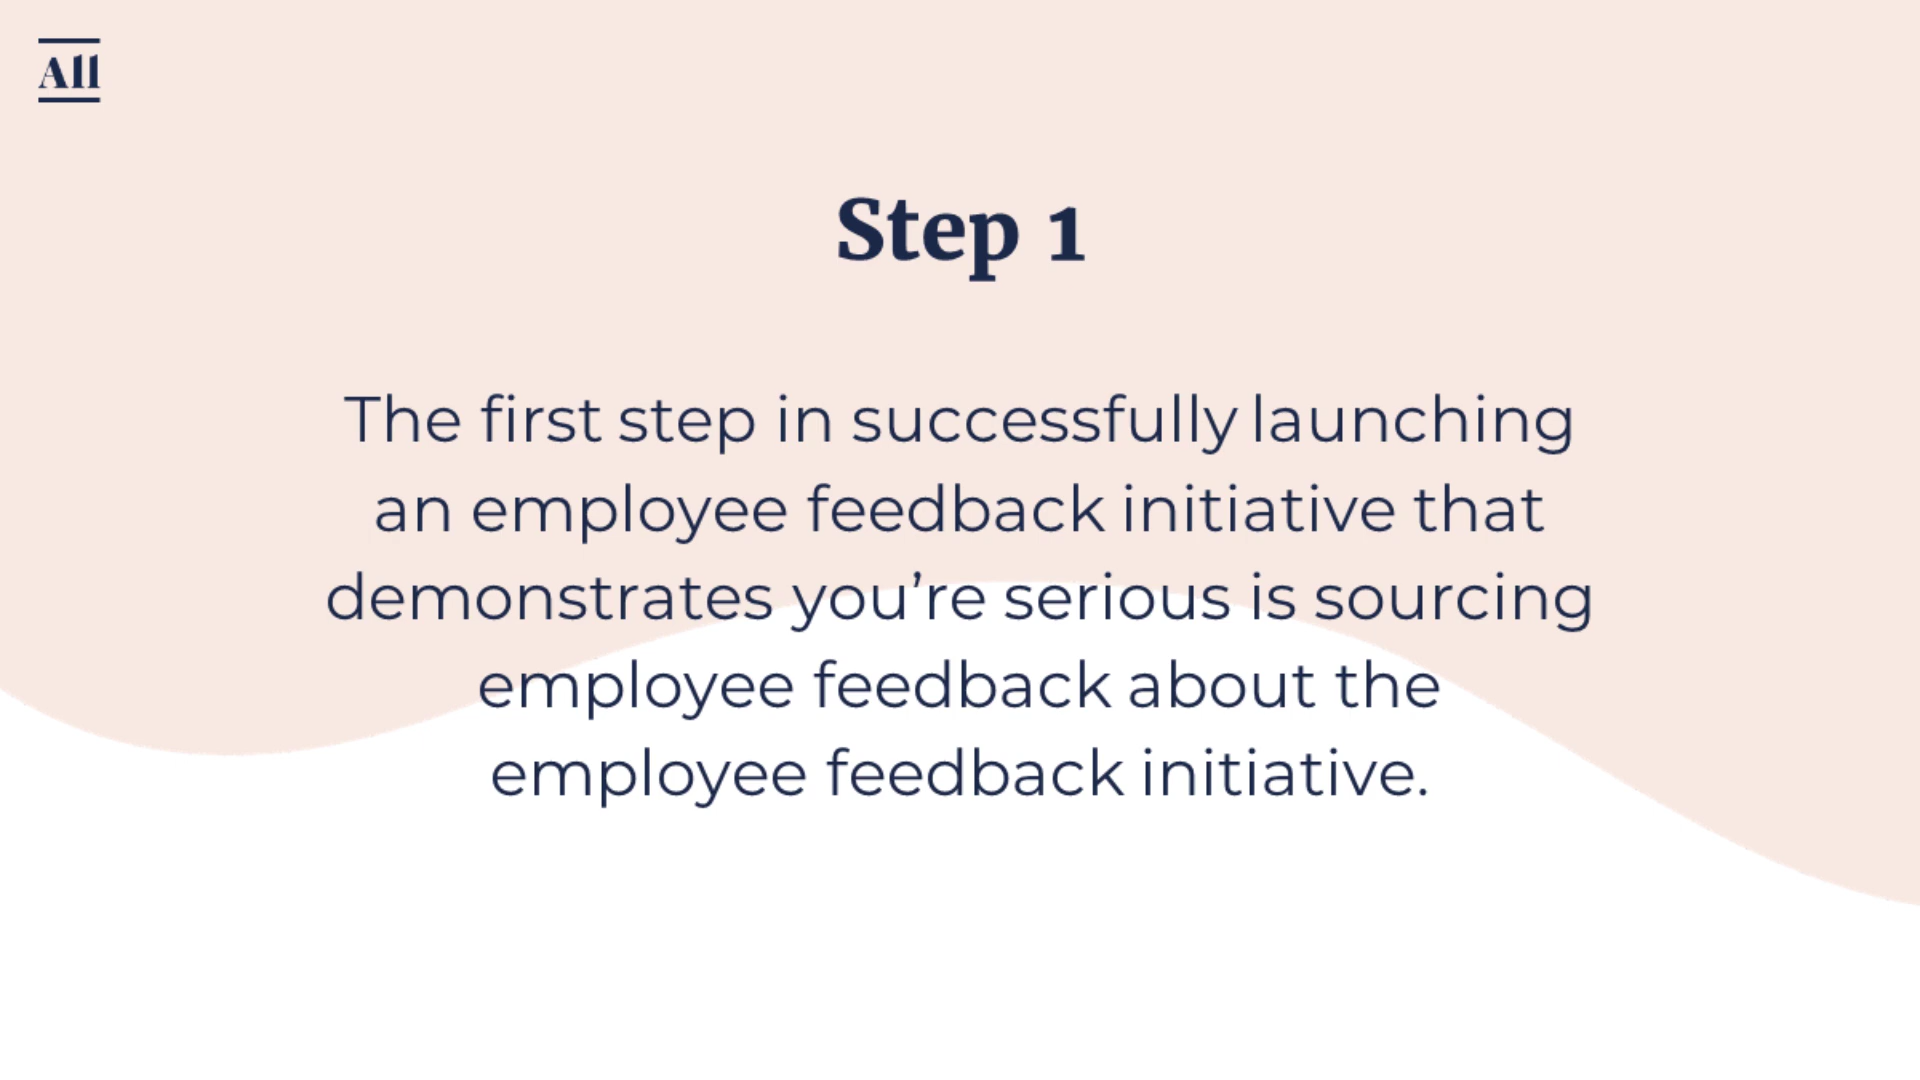 All
Step 1
The first step in successfully launching
an employee feedback initiative that
demonstrates you’re serious is sourcing
employee feedback about the
employee feedback initiative.